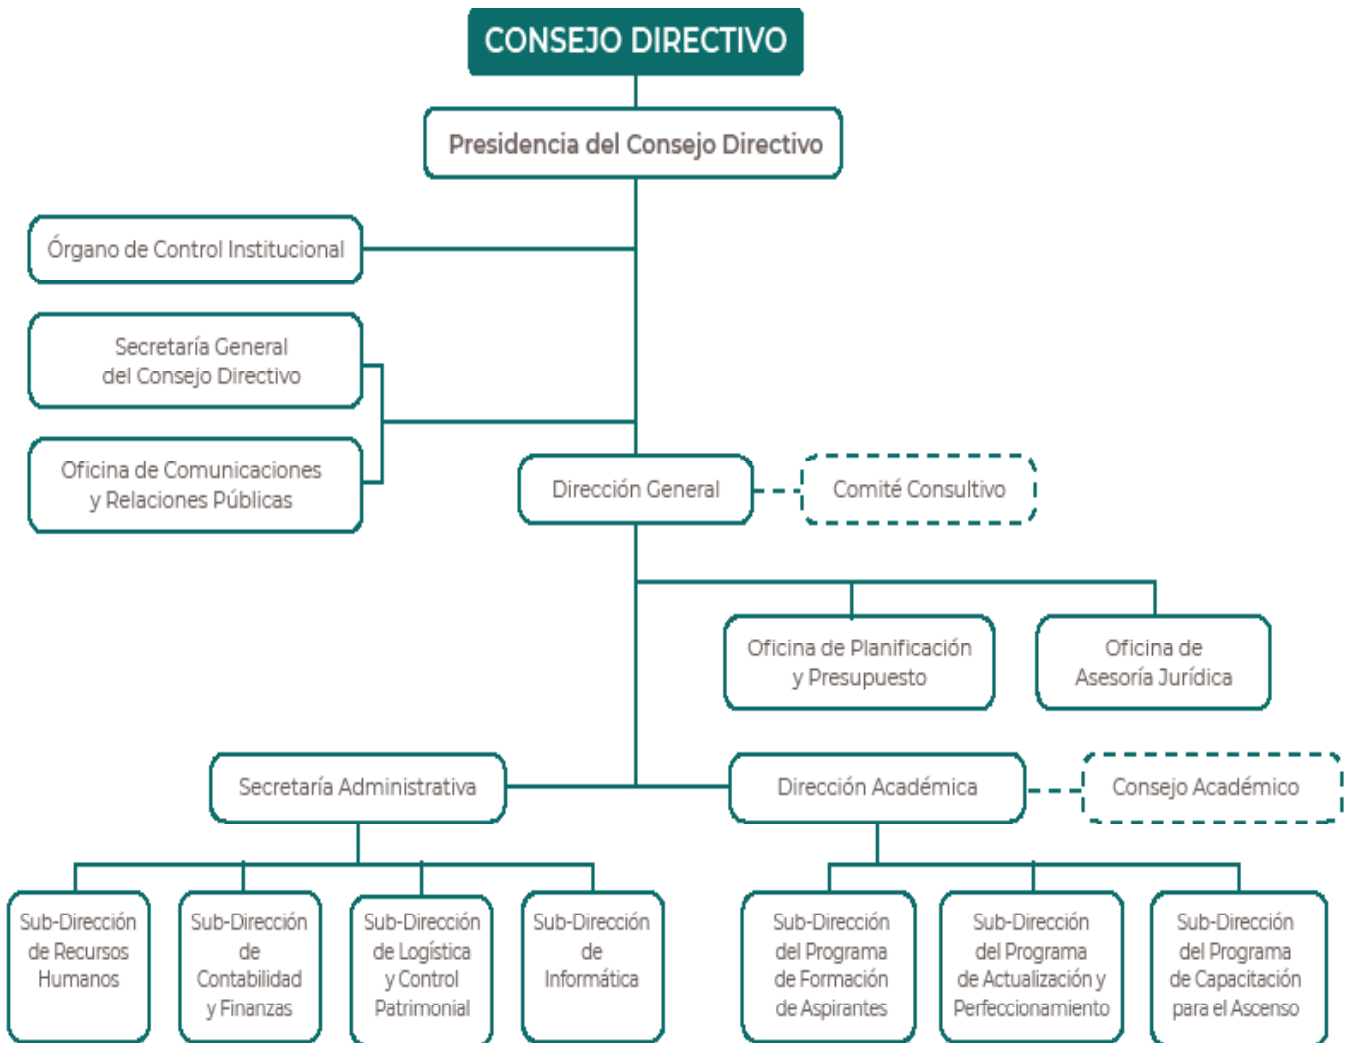 CONSEJO DIRECTIVO
Presidencia del Consejo Directivo
Órgano de Control Institucional
Secretaría General
del Consejo Directivo
Oficina de Comunicaciones
y Relaciones Públicas
Dirección General
Comité Consultivo
Oficina de Planificación
y Presupuesto
Oficina de
Asesoría Jurídica
Secretaría Administrativa
Dirección Académica
Consejo Académico
Sub-Dirección
de Recursos
Humanos
Sub-Dirección
de
Contabilidad
y Finanzas
Sub-Dirección
de Logística
y Control
Patrimonial
Sub-Dirección
de
Informática
Sub-Dirección
del Programa
de Formación
de Aspirantes
Sub-Dirección
del Programa
de Actualización y
Perfeccionamiento
Sub-Dirección
del Programa
de Capacitación
para el Ascenso